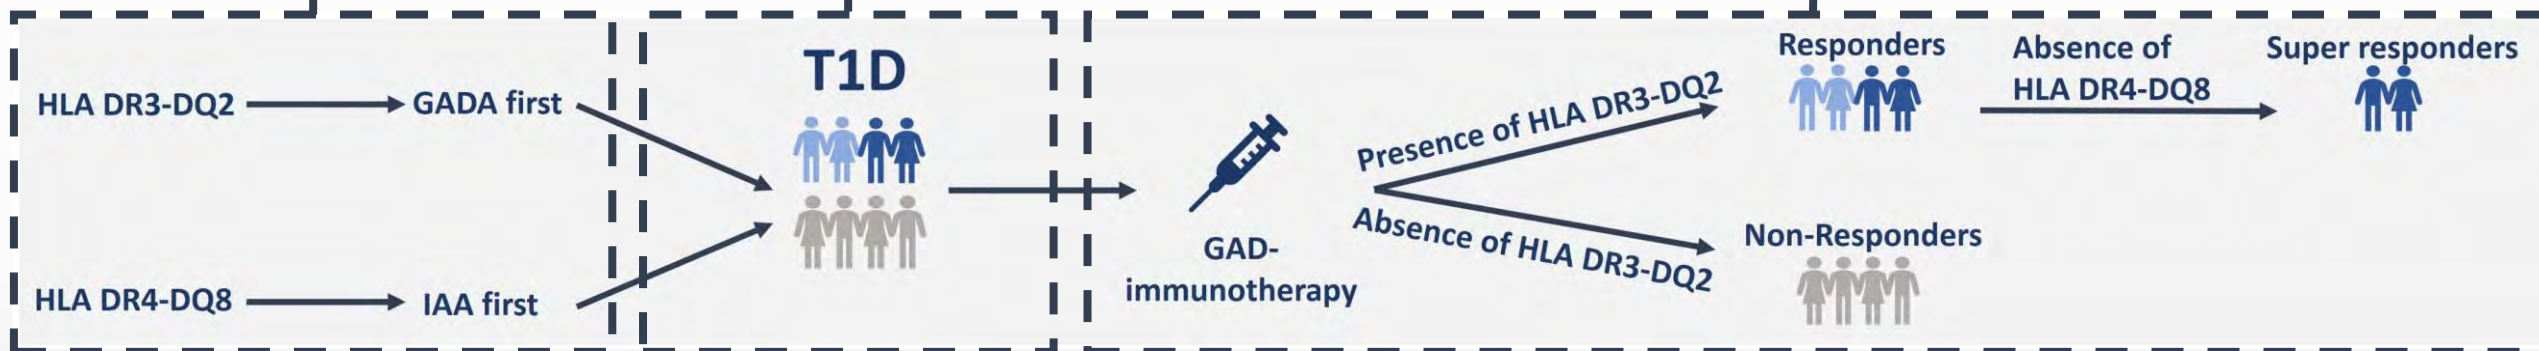 HLA DR3-DQ2
GADA first
HLA DR4-DQ8
IAA first
T1D
GAD-
immunotherapy
Presence of HLA DR3-DQ2
Absence of HLA DR3-DQ2
Responders
Non-Responders
Absence of
HLA DR4-DQ8
Super responders